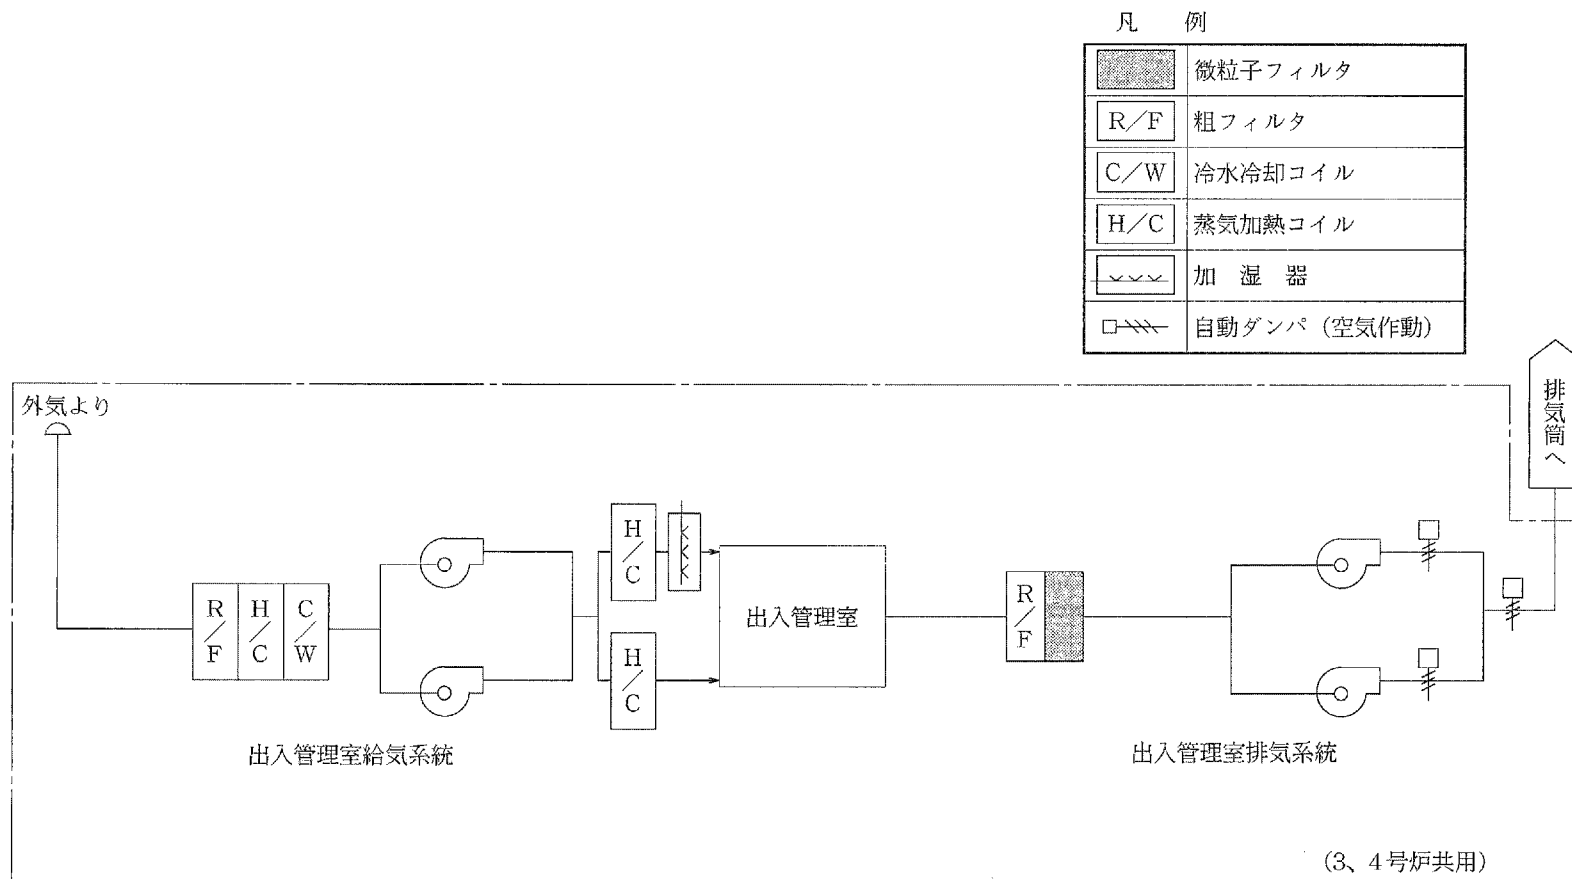 凡 例
微粒子フィルタ
R/F 粗フィルタ
C/W 冷水冷却コイル
H/C 蒸気加熱コイル
加 湿 器
自動ダンパ (空気作動)
外気より
排気筒へ
R/F
H/C
C/W
H/C
H/C
出入管理室
R/F
出入管理室給気系統
出入管理室排気系統
(3、4号炉共用)